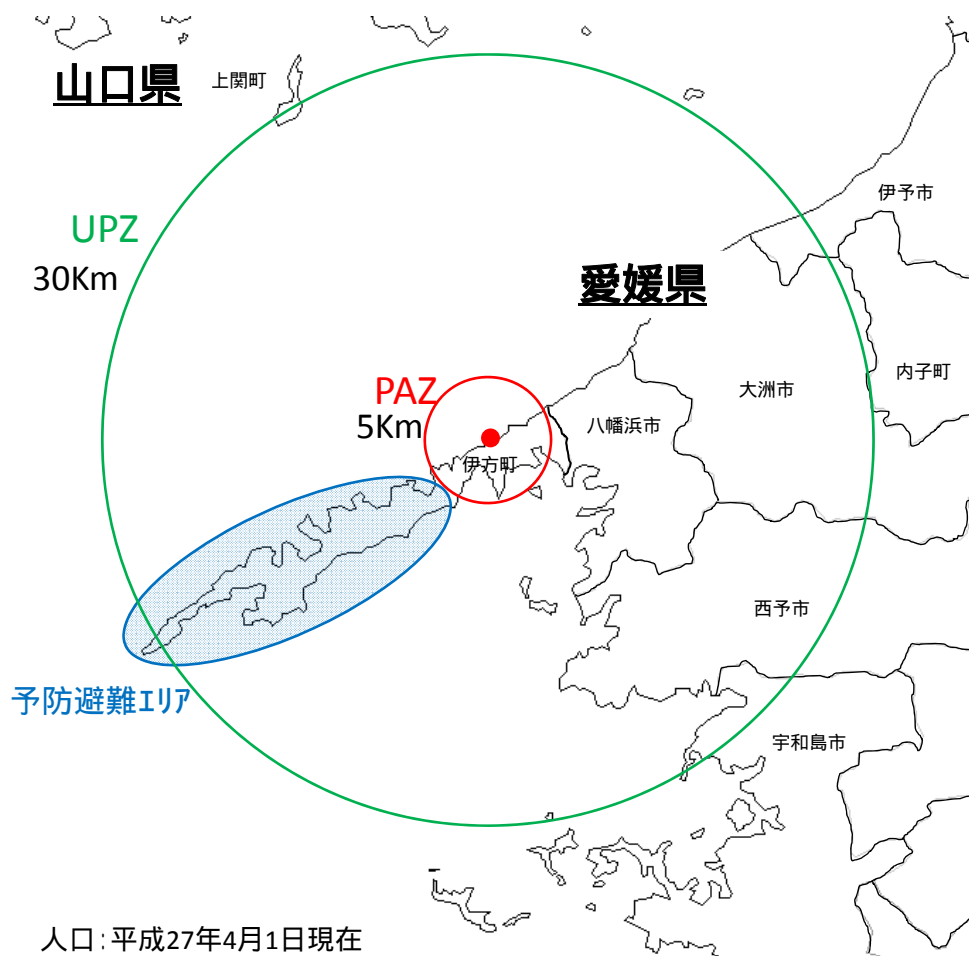 山口県
上関町
伊予市
UPZ
30Km
愛媛県
内子町
PAZ
大洲市
5Km
八幡浜市
伊方町
西予市
予防避難ｴﾘｱ
宇和島市
人口：平成27年4月1日現在